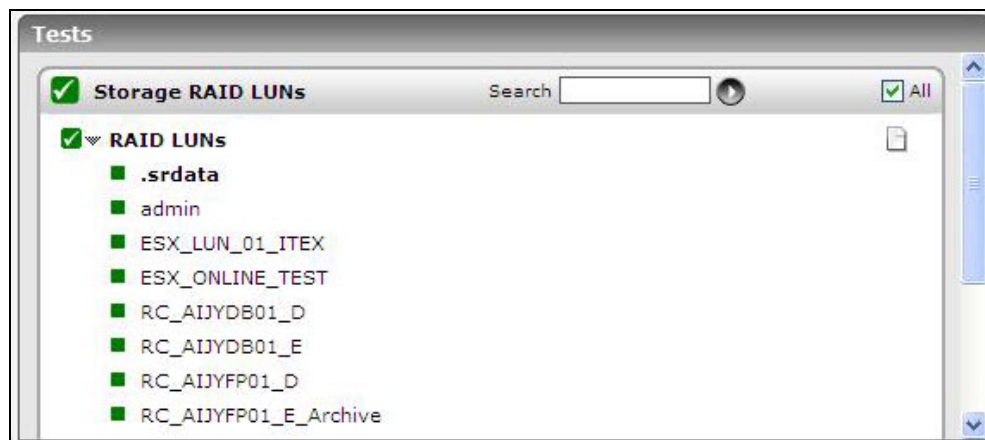 Tests
Storage RAID LUNs Search All
RAID LUNs
.srdata
admin
ESX_LUN_01_ITEX
ESX_ONLINE_TEST
RC_AIJYDB01_D
RC_AIJYDB01_E
RC_AIJYFP01_D
RC_AIJYFP01_E_Archive